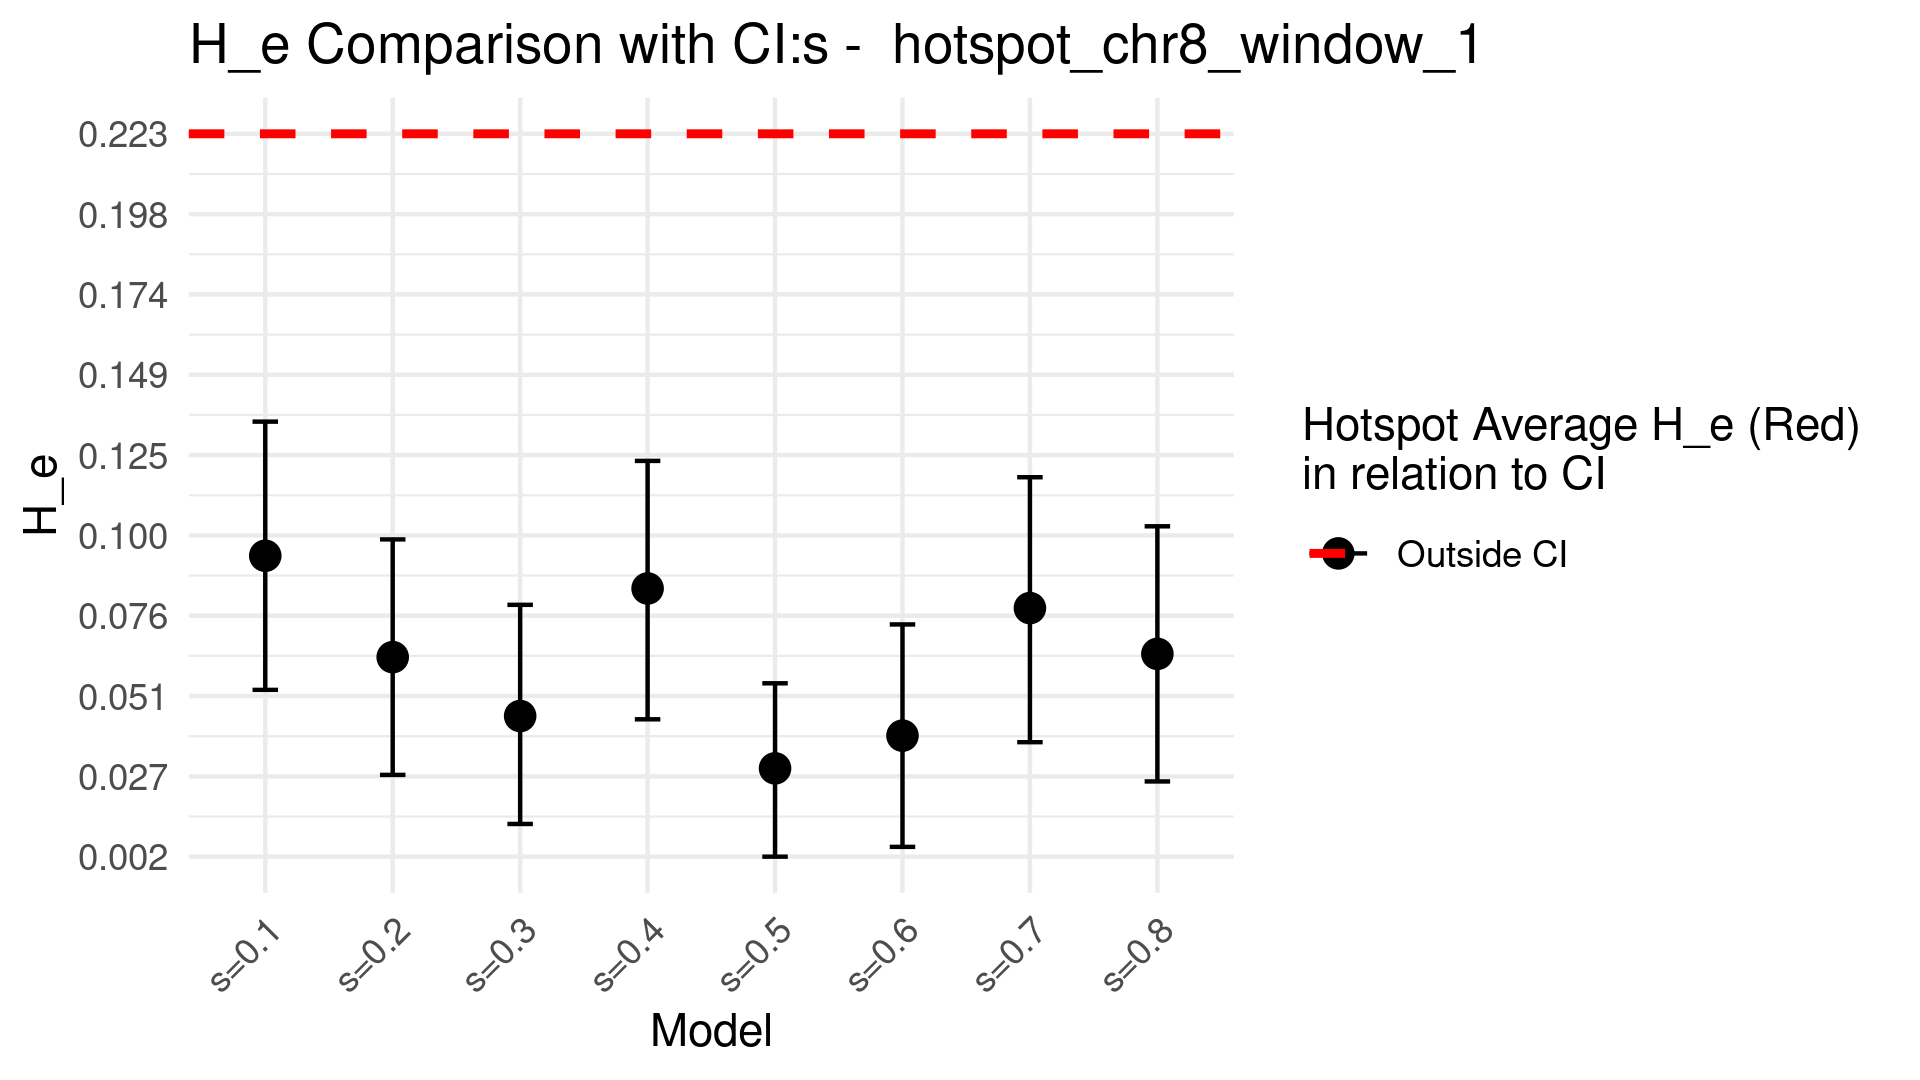 H_e Comparison with CI:s -  hotspot_chr8_window_1
0.223
0.198
0.174
0.149
0.125
0.100
0.076
0.051
0.027
0.002
H_e
s=0.1
s=0.2
s=0.3
s=0.4
s=0.5
s=0.6
s=0.7
s=0.8
Model
Hotspot Average H_e (Red)
in relation to CI
Outside CI